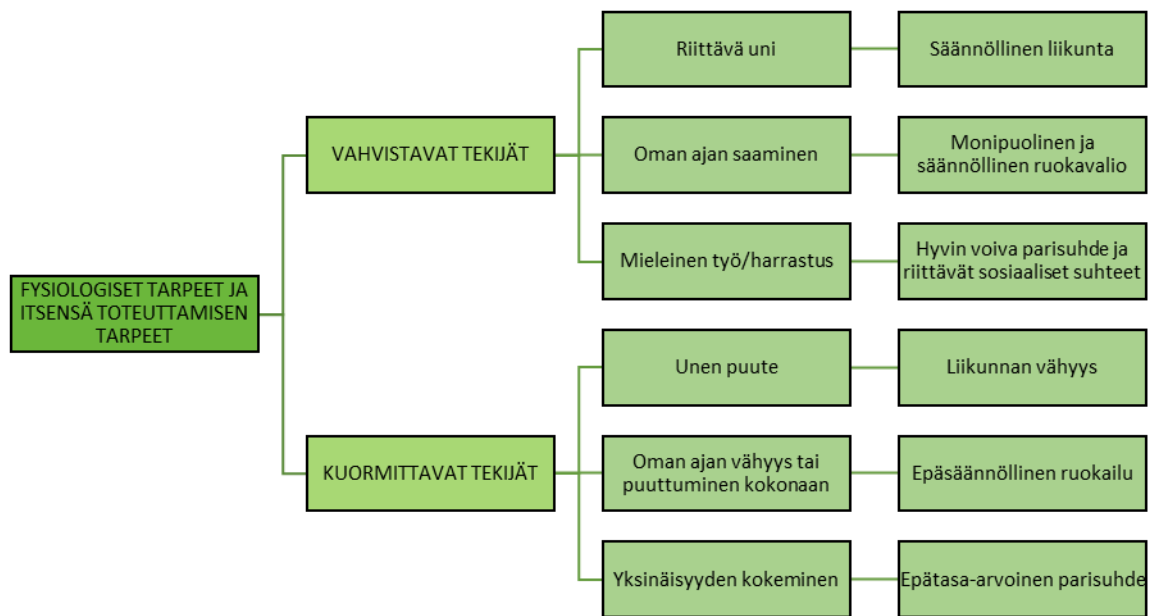 Riittävä uni
Säännöllinen liikunta
VAHVISTAVAT TEKIJÄT
Oman ajan saaminen
Monipuolinen ja
säännöllinen ruokavalio
Mieleinen työ/harrastus
Hyvin voiva parisuhde ja
riittävät sosiaaliset suhteet
FYSIOLOGISET TARPEET JA
ITSENSÄ TOTEUTTAMISEN
TARPEET
Unen puute
Liikunnan vähyys
KUORMITTAVAT TEKIJÄT
Oman ajan vähyys tai
puuttuminen kokonaan
Epäsäännöllinen ruokailu
Yksinäisyyden kokeminen
Epätasa-arvoinen parisuhde